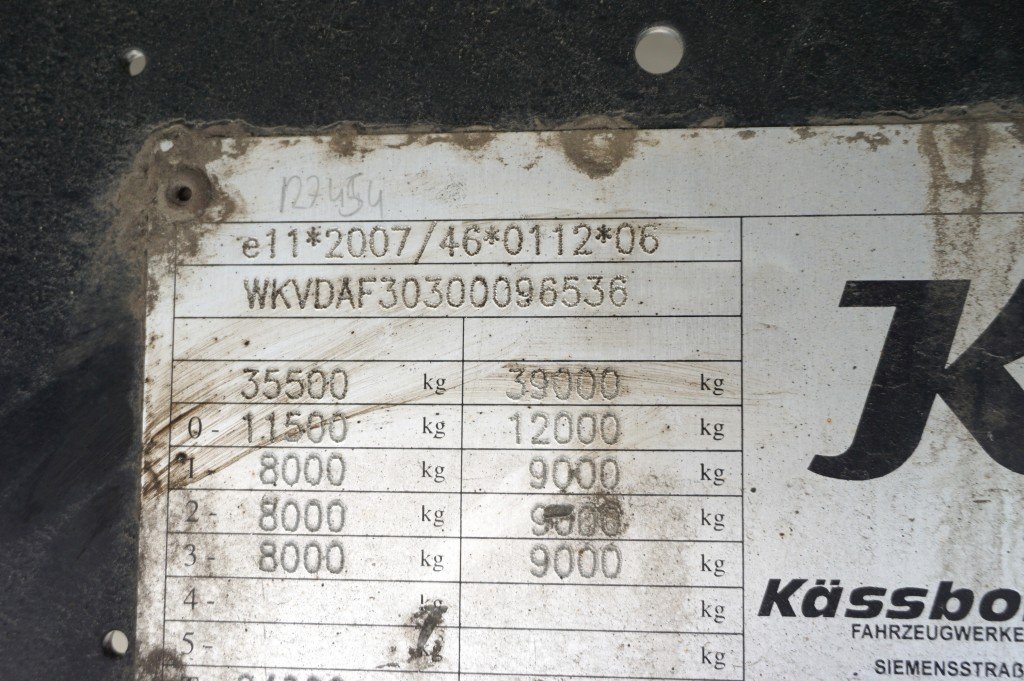 127454
e11*2007/46*0112*06
WKVDAF30300096536
35500 kg 39000 kg
0- 11500 kg 12000 kg
1 8000 kg 9000 kg
2- 8000 kg 9000 kg
3- 8000 kg 9000 kg
4- kg kg
5- kg kg
Kässbo
FAHRZEUGWERKE
SIEMENSSTRAß